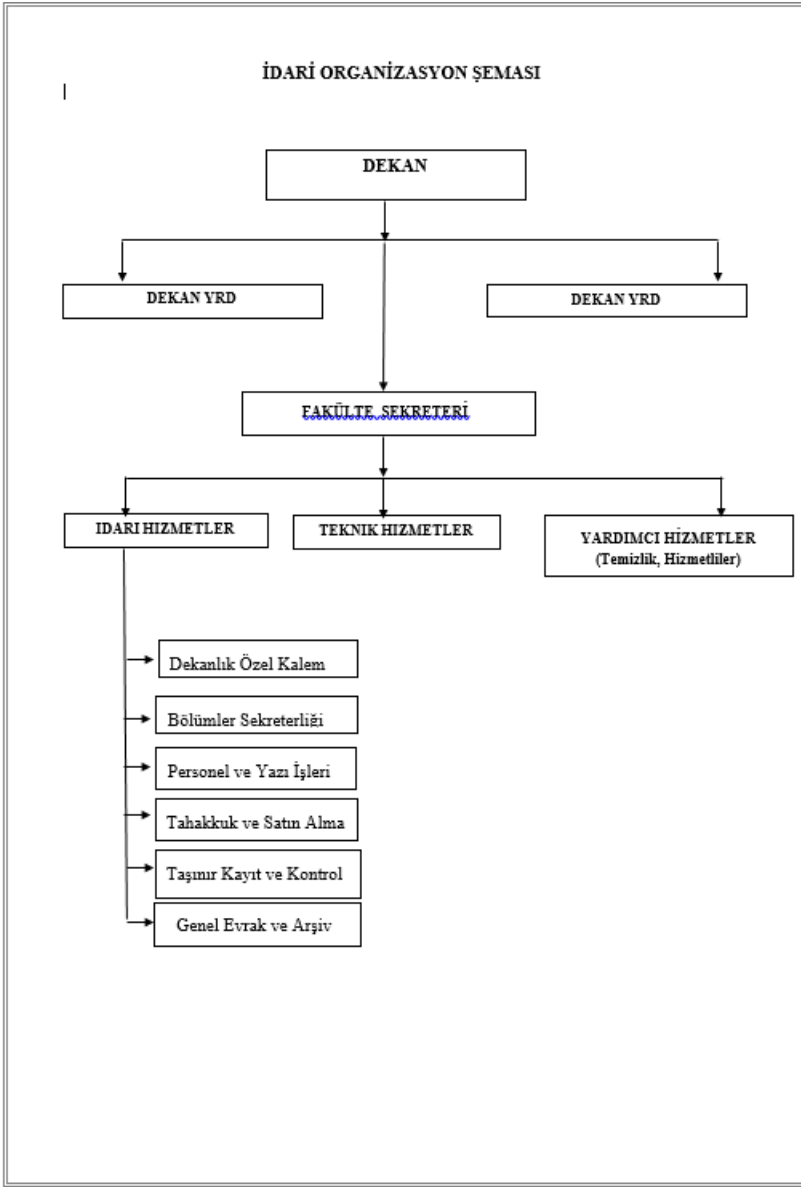 İDARİ ORGANİZASYON ŞEMASI
DEKAN
DEKAN YRD
DEKAN YRD
FAKÜLTE SEKRETERİ
IDARI HIZMETLER
TEKNIK HIZMETLER
YARDIMCI HİZMETLER
(Temizlik, Hizmetliler)
Dekanlık Özel Kalem
Bölümler Sekreterliği
Personel ve Yazı İşleri
Tahakkuk ve Satın Alma
Taşınır Kayıt ve Kontrol
Genel Evrak ve Arşiv